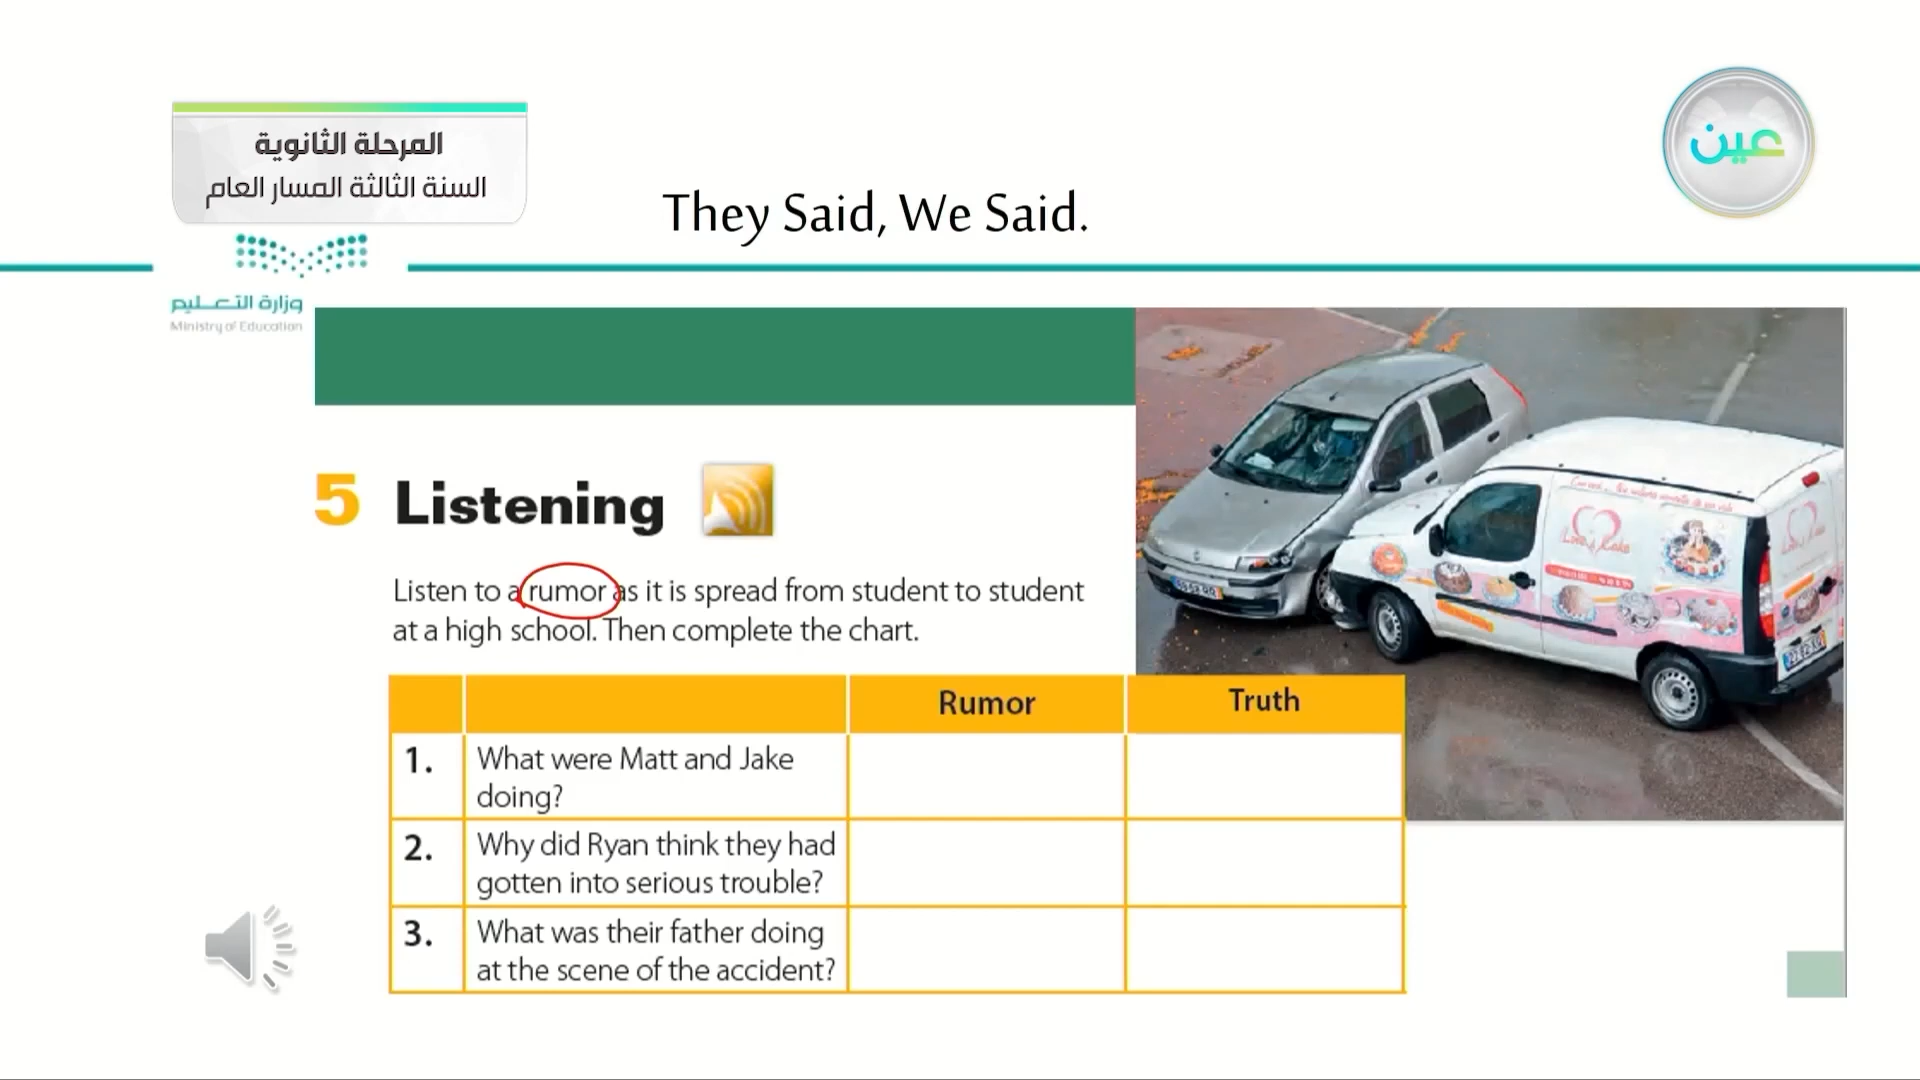 المرحلة الثانوية
السنة الثالثة المسار العام
عين
They Said, We Said.
وزارة التعليم
Ministry of Education
5 Listening
Listen to a rumor as it is spread from student to student
at a high school. Then complete the chart.
Rumor
Truth
1.
What were Matt and Jake
doing?
2.
Why did Ryan think they had
gotten into serious trouble?
3.
What was their father doing
at the scene of the accident?